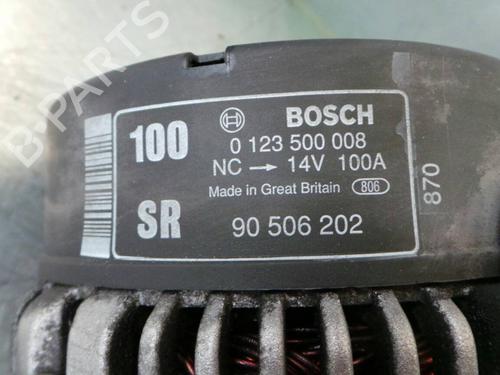 100
BOSCH
0 123 500 008
NC → 14V 100A
Made in Great Britain 806
SR
90 506 202
870
B-PARTS